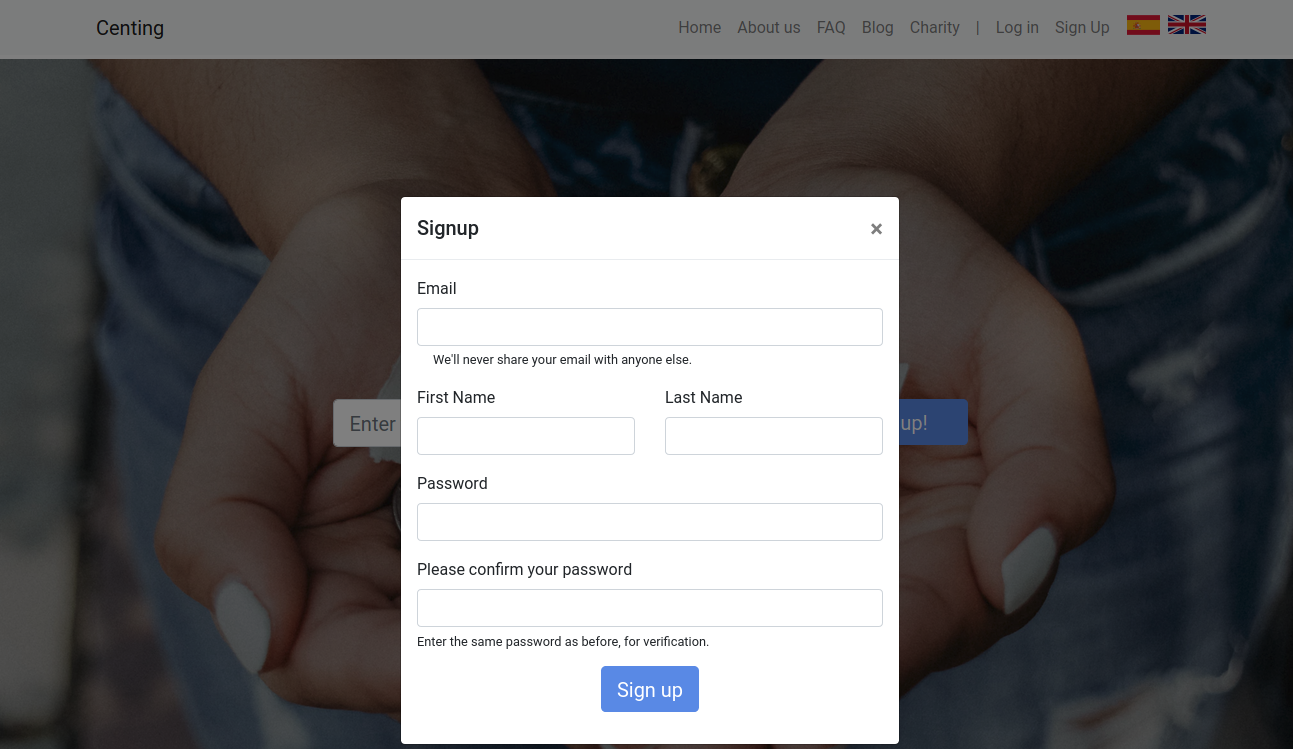 Centing
Home About us FAQ Blog Charity | Log in Sign Up
Signup ×
Email
We'll never share your email with anyone else.
First Name Last Name
Enter up!
Password
Please confirm your password
Enter the same password as before, for verification.
Sign up